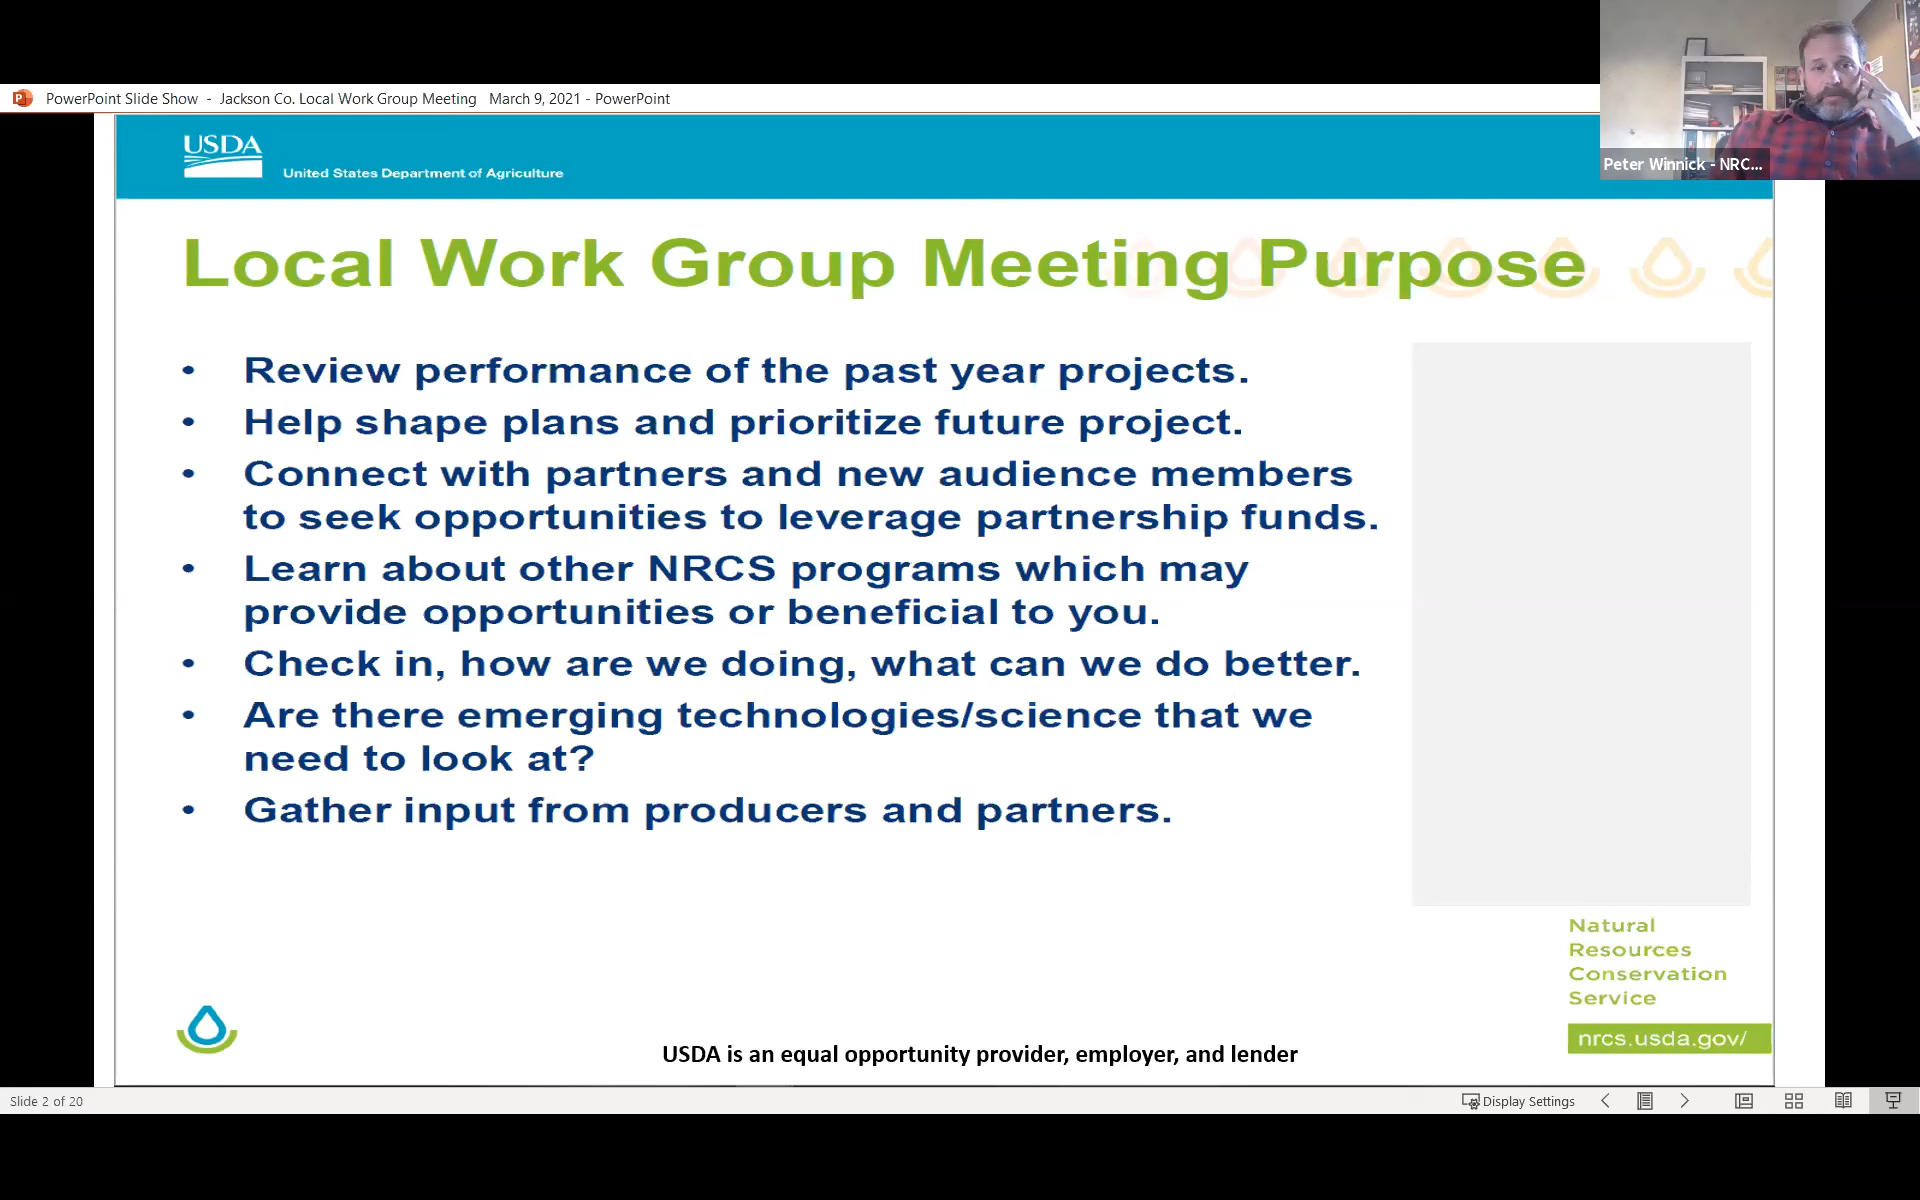 PowerPoint Slide Show - Jackson Co. Local Work Group Meeting March 9, 2021 - PowerPoint
Peter Winnick - NRC...
USDA
United States Department of Agriculture
Local Work Group Meeting Purpose
• Review performance of the past year projects.
• Help shape plans and prioritize future project.
• Connect with partners and new audience members
to seek opportunities to leverage partnership funds.
• Learn about other NRCS programs which may
provide opportunities or beneficial to you.
• Check in, how are we doing, what can we do better.
• Are there emerging technologies/science that we
need to look at?
• Gather input from producers and partners.
Natural
Resources
Conservation
Service
nrcs.usda.gov/
USDA is an equal opportunity provider, employer, and lender
Slide 2 of 20
Display Settings